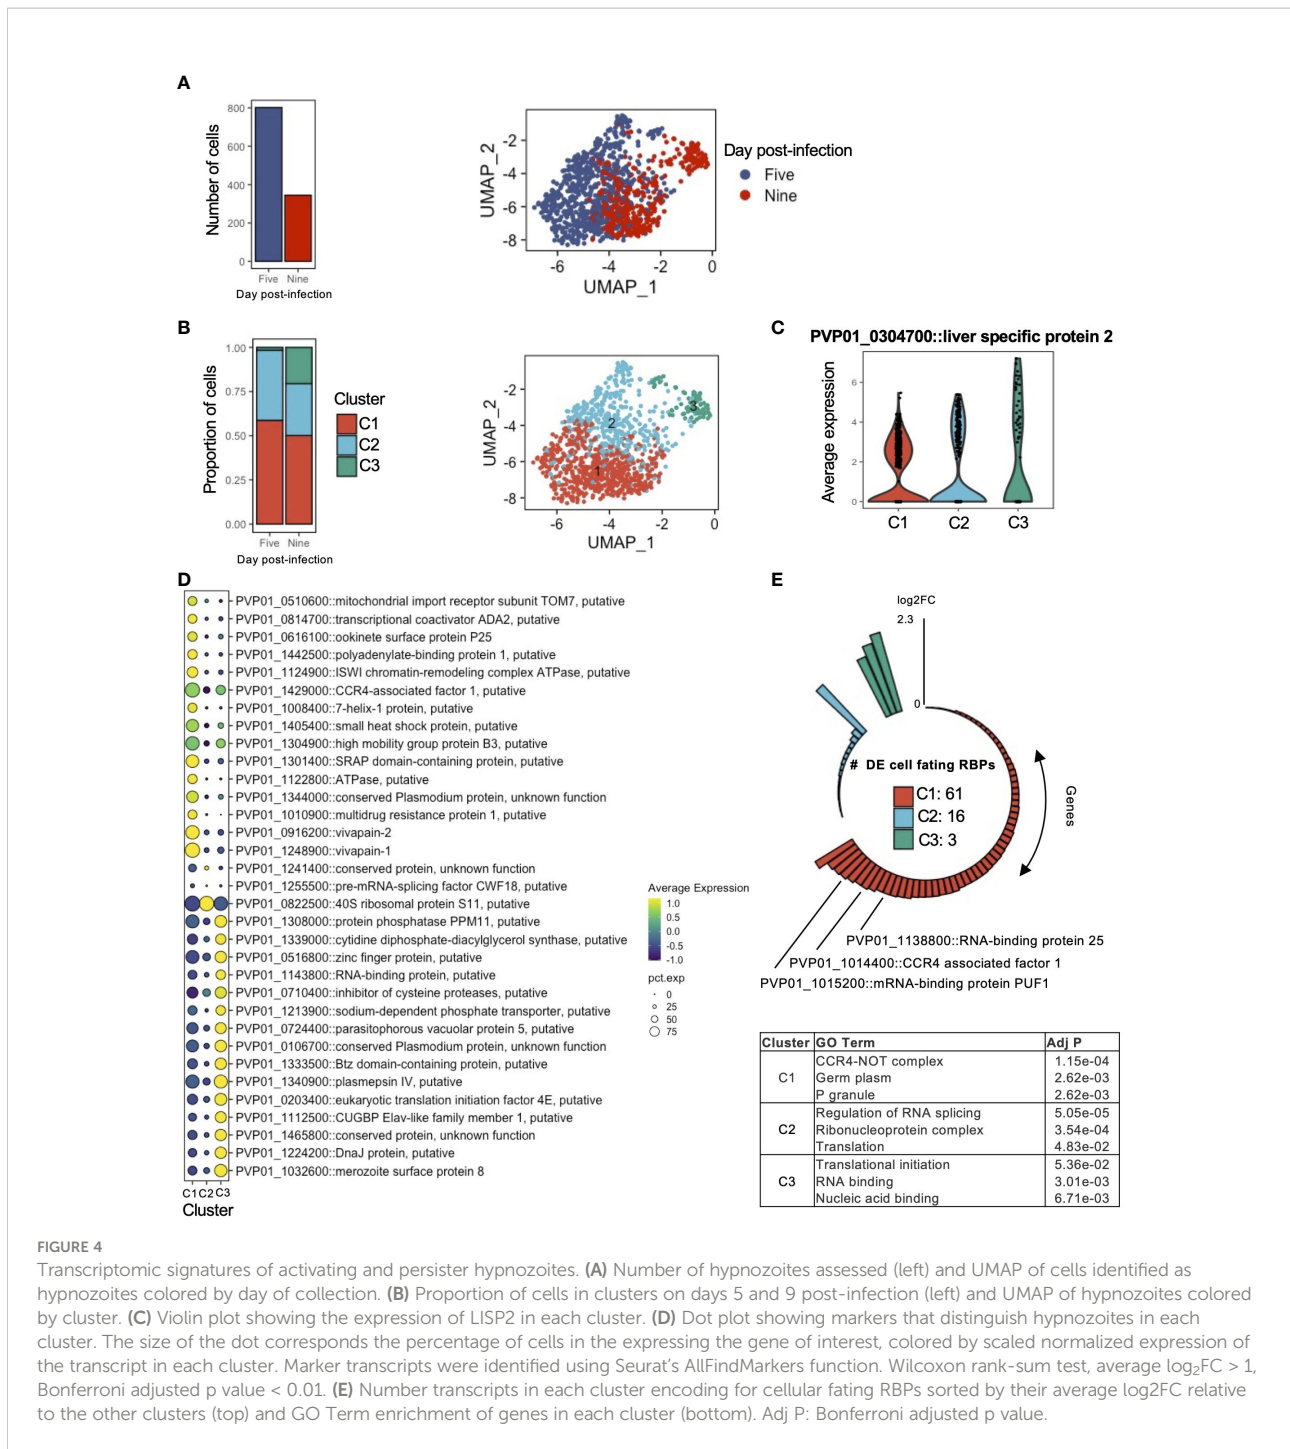 A
Number of cells
800
600
400
200
0
Five Nine
Day post-infection
UMAP_2
-2
-4
-6
-8
-6 -4 -2 0
UMAP_1
Day post-infection
Five
Nine
B
Proportion of cells
1.00
0.75
0.50
0.25
0.00
Five Nine
Day post-infection
Cluster
C1
C2
C3
UMAP_2
-2
-4
-6
-8
1
2
3
-6 -4 -2 0
UMAP_1
C
PVP01_0304700::liver specific protein 2
Average expression
6
4
2
0
C1 C2 C3
D
PVP01_0510600::mitochondrial import receptor subunit TOM7, putative
PVP01_0814700::transcriptional coactivator ADA2, putative
PVP01_0616100::ookinete surface protein P25
PVP01_1442500::polyadenylate-binding protein 1, putative
PVP01_1124900::ISWI chromatin-remodeling complex ATPase, putative
PVP01_1429000::CCR4-associated factor 1, putative
PVP01_1008400::7-helix-1 protein, putative
PVP01_1405400::small heat shock protein, putative
PVP01_1304900::high mobility group protein B3, putative
PVP01_1301400::SRAP domain-containing protein, putative
PVP01_1122800::ATPase, putative
PVP01_1344000::conserved Plasmodium protein, unknown function
PVP01_1010900::multidrug resistance protein 1, putative
PVP01_0916200::vivapain-2
PVP01_1248900::vivapain-1
PVP01_1241400::conserved protein, unknown function
PVP01_1255500::pre-mRNA-splicing factor CWF18, putative
PVP01_0822500::40S ribosomal protein S11, putative
PVP01_1308000::protein phosphatase PPM11, putative
PVP01_1339000::cytidine diphosphate-diacylglycerol synthase, putative
PVP01_0516800::zinc finger protein, putative
PVP01_1143800::RNA-binding protein, putative
PVP01_0710400::inhibitor of cysteine proteases, putative
PVP01_1213900::sodium-dependent phosphate transporter, putative
PVP01_0724400::parasitophorous vacuolar protein 5, putative
PVP01_0106700::conserved Plasmodium protein, unknown function
PVP01_1333500::Btz domain-containing protein, putative
PVP01_1340900::plasmepsin IV, putative
PVP01_0203400::eukaryotic translation initiation factor 4E, putative
PVP01_1112500::CUGBP Elav-like family member 1, putative
PVP01_1465800::conserved protein, unknown function
PVP01_1224200::DnaJ protein, putative
PVP01_1032600::merozoite surface protein 8
C1 C2 C3
Cluster
Average Expression
1.0
0.5
0.0
-0.5
-1.0
pct.exp
0
25
50
75
E
log2FC
2.3
0
# DE cell fating RBPs
C1: 61
C2: 16
C3: 3
Genes
PVP01_1138800::RNA-binding protein 25
PVP01_1014400::CCR4 associated factor 1
PVP01_1015200::mRNA-binding protein PUF1
Cluster GO Term Adj P
C1
CCR4-NOT complex 1.15e-04
Germ plasm 2.62e-03
P granule 2.62e-03
C2
Regulation of RNA splicing 5.05e-05
Ribonucleoprotein complex 3.54e-04
Translation 4.83e-02
C3
Translational initiation 5.36e-02
RNA binding 3.01e-03
Nucleic acid binding 6.71e-03
FIGURE 4
Transcriptomic signatures of activating and persister hypnozoites. (A) Number of hypnozoites assessed (left) and UMAP of cells identified as
hypnozoites colored by day of collection. (B) Proportion of cells in clusters on days 5 and 9 post-infection (left) and UMAP of hypnozoites colored
by cluster. (C) Violin plot showing the expression of LISP2 in each cluster. (D) Dot plot showing markers that distinguish hypnozoites in each
cluster. The size of the dot corresponds the percentage of cells in the expressing the gene of interest, colored by scaled normalized expression of
the transcript in each cluster. Marker transcripts were identified using Seurat's AllFindMarkers function. Wilcoxon rank-sum test, average log₂FC > 1,
Bonferroni adjusted p value < 0.01. (E) Number transcripts in each cluster encoding for cellular fating RBPs sorted by their average log2FC relative
to the other clusters (top) and GO Term enrichment of genes in each cluster (bottom). Adj P: Bonferroni adjusted p value.